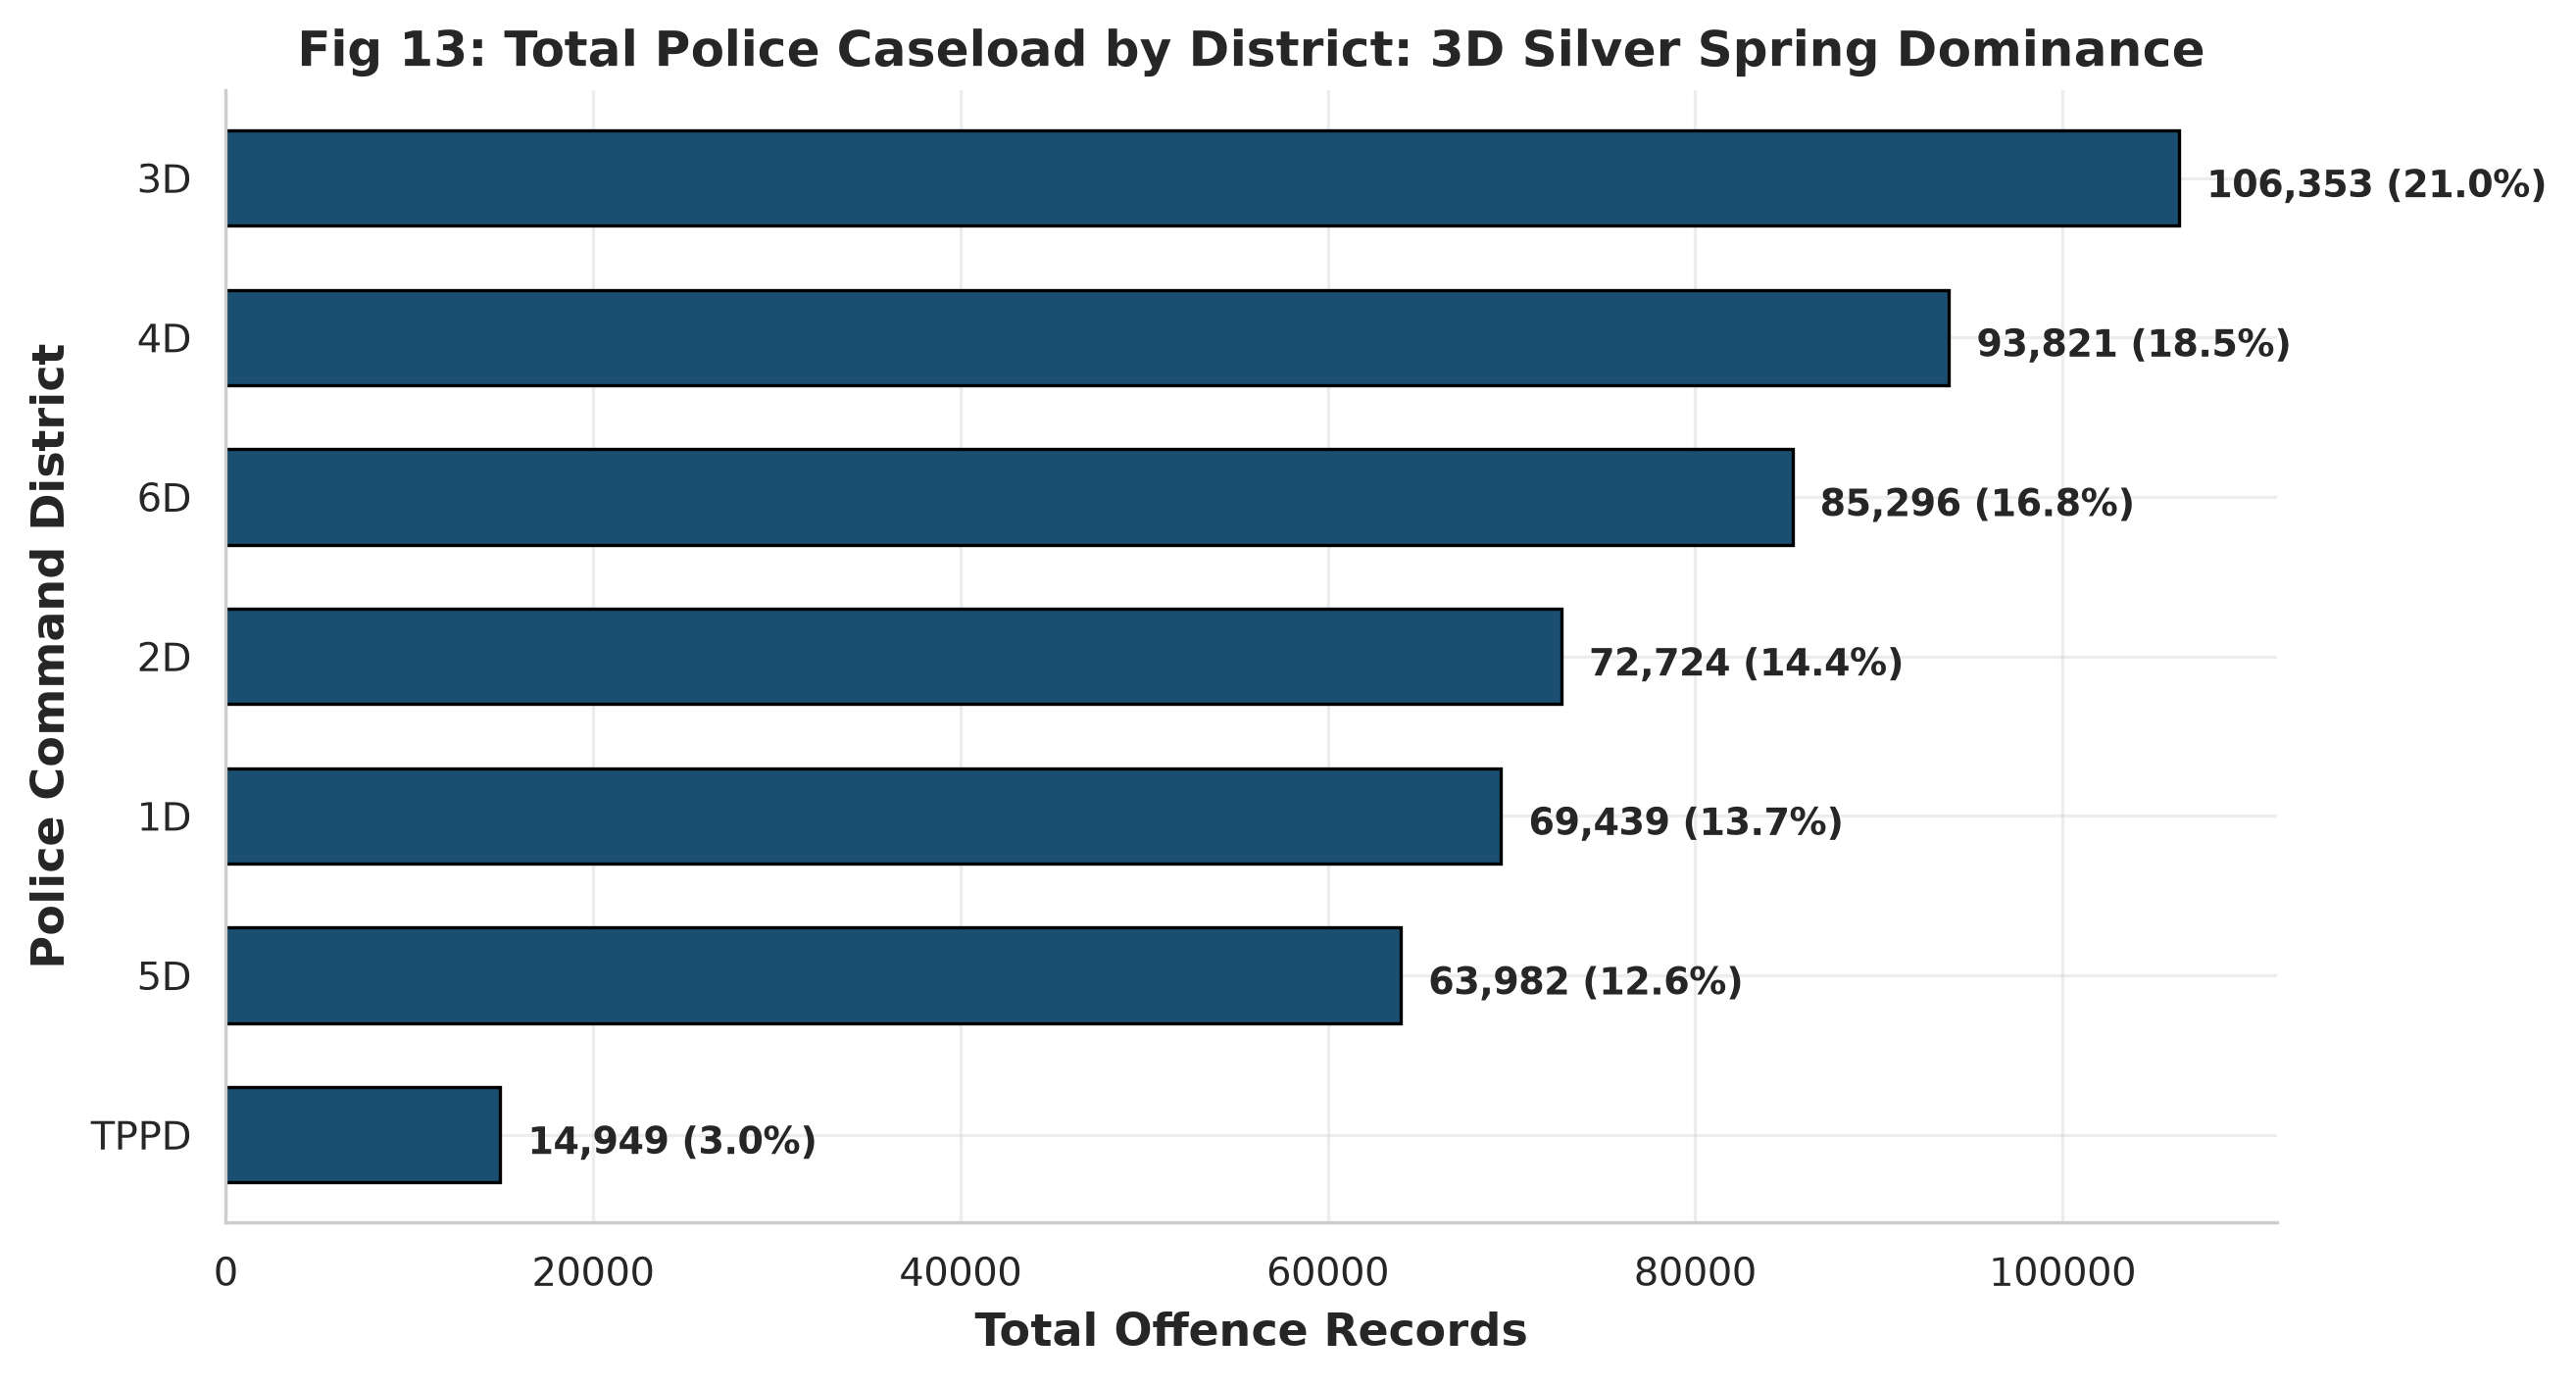 Fig 13: Total Police Caseload by District: 3D Silver Spring Dominance
Police Command District
3D
106,353 (21.0%)
4D
93,821 (18.5%)
6D
85,296 (16.8%)
2D
72,724 (14.4%)
1D
69,439 (13.7%)
5D
63,982 (12.6%)
TPPD
14,949 (3.0%)
0 20000 40000 60000 80000 100000
Total Offence Records